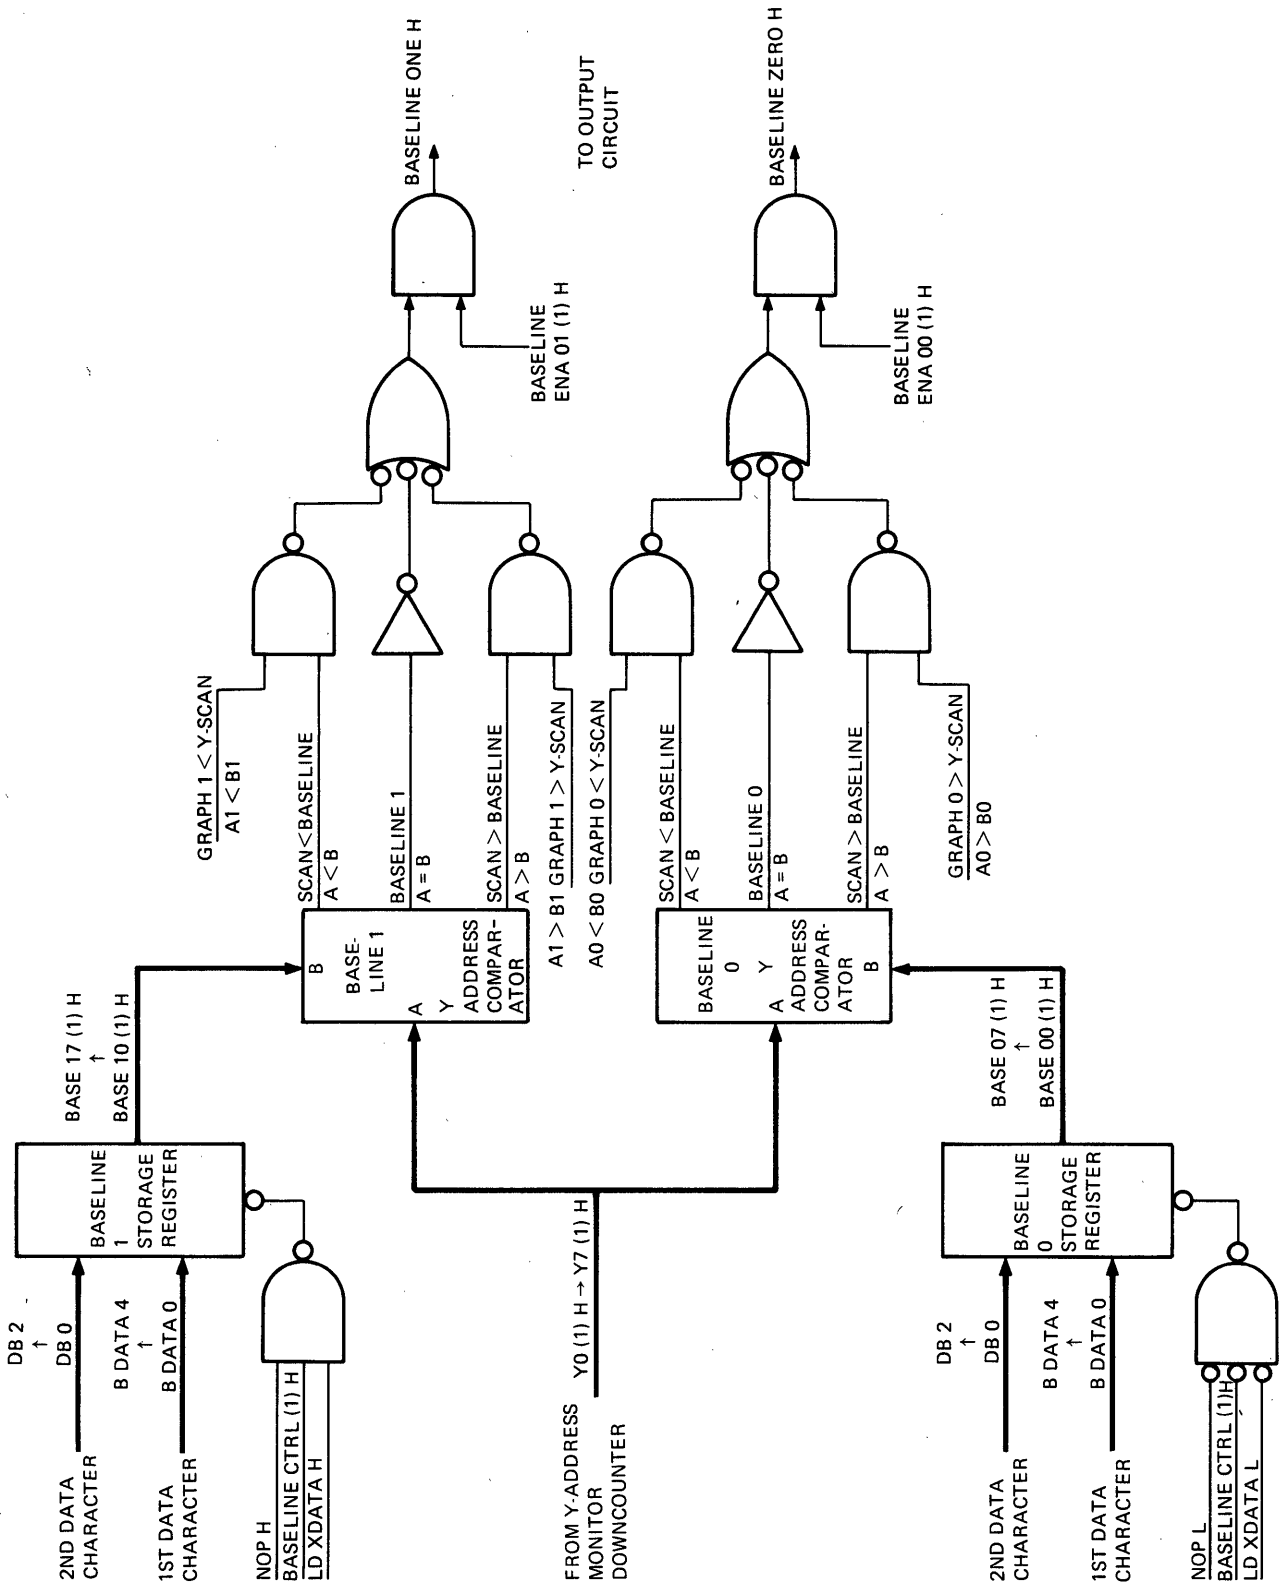 2ND DATA
CHARACTER
DB 2
↑
DB 0
1ST DATA
CHARACTER
B DATA 4
↑
B DATA 0
BASELINE
1
STORAGE
REGISTER
NOP H
BASELINE CTRL (1) H
LD XDATA H
BASE 17 (1) H
↑
BASE 10 (1) H
B
BASE-
LINE 1
A
Y
ADDRESS
COMPAR-
ATOR
GRAPH 1 < Y-SCAN
A1 < B1
SCAN<BASELINE
A < B
BASELINE 1
A = B
SCAN > BASELINE
A > B
A1 > B1 GRAPH 1 > Y-SCAN
BASELINE
ENA 01 (1) H
BASELINE ONE H
TO OUTPUT
CIRCUIT
FROM Y-ADDRESS
MONITOR
DOWNCOUNTER
Y0 (1) H → Y7 (1) H
A0 < B0 GRAPH 0 < Y-SCAN
SCAN < BASELINE
A < B
BASELINE 0
A = B
SCAN > BASELINE
A > B
GRAPH 0 > Y-SCAN
A0 > B0
BASELINE
0
Y
A ADDRESS
COMPAR-
ATOR
B
BASELINE
ENA 00 (1) H
BASELINE ZERO H
BASE 07 (1) H
↑
BASE 00 (1) H
2ND DATA
CHARACTER
DB 2
↑
DB 0
1ST DATA
CHARACTER
B DATA 4
↑
B DATA 0
BASELINE
0
STORAGE
REGISTER
NOP L
BASELINE CTRL (1)H
LD XDATA L